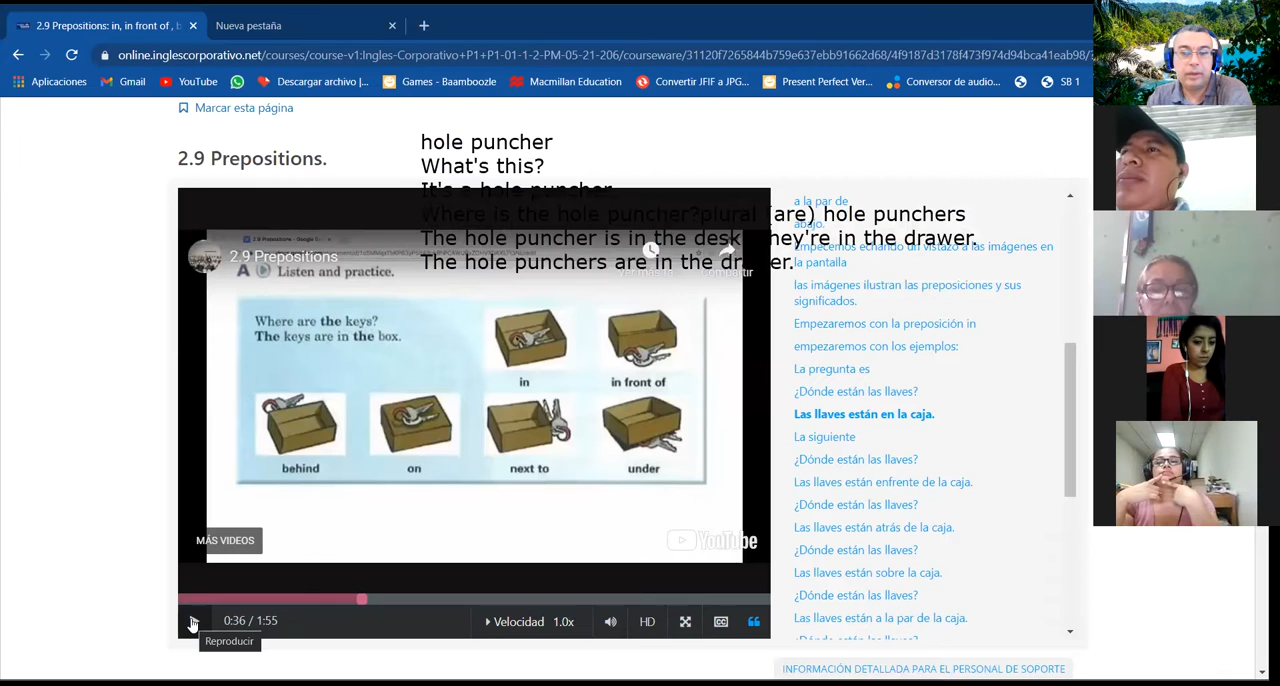 2.9 Prepositions: in, in front of , b
Nueva pestaña
online.inglescorporativo.net/courses/course-v1:Ingles-Corporativo+P1+P1-01-1-2-PM-05-21-206/courseware/31120f7265844b759e637ebb91662d68/4f9187d3178f473f974d94bca41eab98/
Aplicaciones
Gmail
YouTube
Descargar archivo |...
Games - Baamboozle
Macmillan Education
Convertir JFIF a JPG...
Present Perfect Ver...
Conversor de audio...
SB 1
Marcar esta página
2.9 Prepositions.
hole puncher
What's this?
It's a hole puncher
Where is the hole puncher?plural (are) hole punchers
The hole puncher is in the desk They're in the drawer.
The hole punchers are in the drawer.
2.9 Prepositions
A Listen and practice.
Where are the keys?
The keys are in the box.
in
in front of
behind
on
next to
under
MÁS VIDEOS
YouTube
0:36 / 1:55
Velocidad 1.0x
HD
Reproducir
a la par de
abajo.
Empecemos echando un vistazo a las imágenes en
la pantalla
las imágenes ilustran las preposiciones y sus
significados.
Empezaremos con la preposición in
empezaremos con los ejemplos:
La pregunta es
¿Dónde están las llaves?
Las llaves están en la caja.
La siguiente
¿Dónde están las llaves?
Las llaves están enfrente de la caja.
¿Dónde están las llaves?
Las llaves están atrás de la caja.
¿Dónde están las llaves?
Las llaves están sobre la caja.
¿Dónde están las llaves?
Las llaves están a la par de la caja.
¿Dónde están las llaves?
INFORMACIÓN DETALLADA PARA EL PERSONAL DE SOPORTE